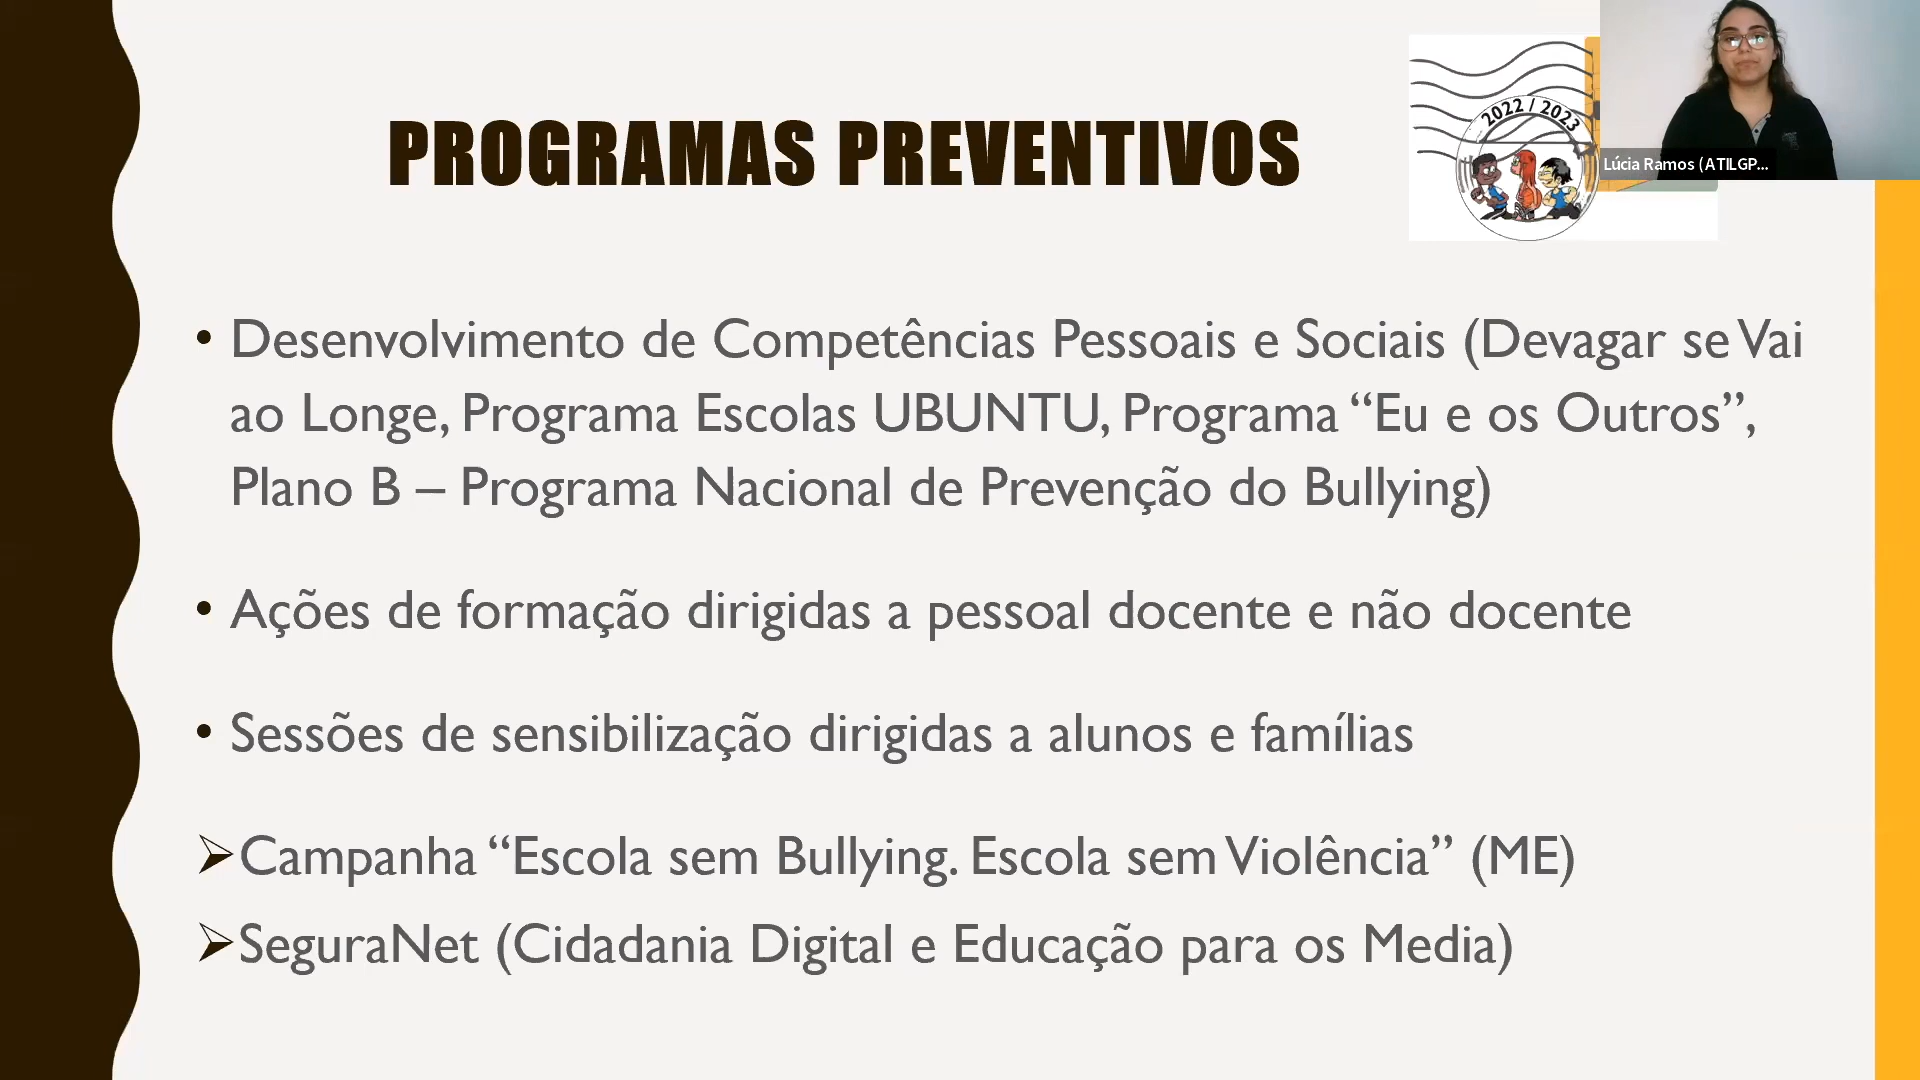 PROGRAMAS PREVENTIVOS
2022 / 2023
Lúcia Ramos (ATILGP...
• Desenvolvimento de Competências Pessoais e Sociais (Devagar se Vai
ao Longe, Programa Escolas UBUNTU, Programa “Eu e os Outros”,
Plano B – Programa Nacional de Prevenção do Bullying)
• Ações de formação dirigidas a pessoal docente e não docente
• Sessões de sensibilização dirigidas a alunos e famílias
➢Campanha “Escola sem Bullying. Escola sem Violência” (ME)
➢SeguraNet (Cidadania Digital e Educação para os Media)